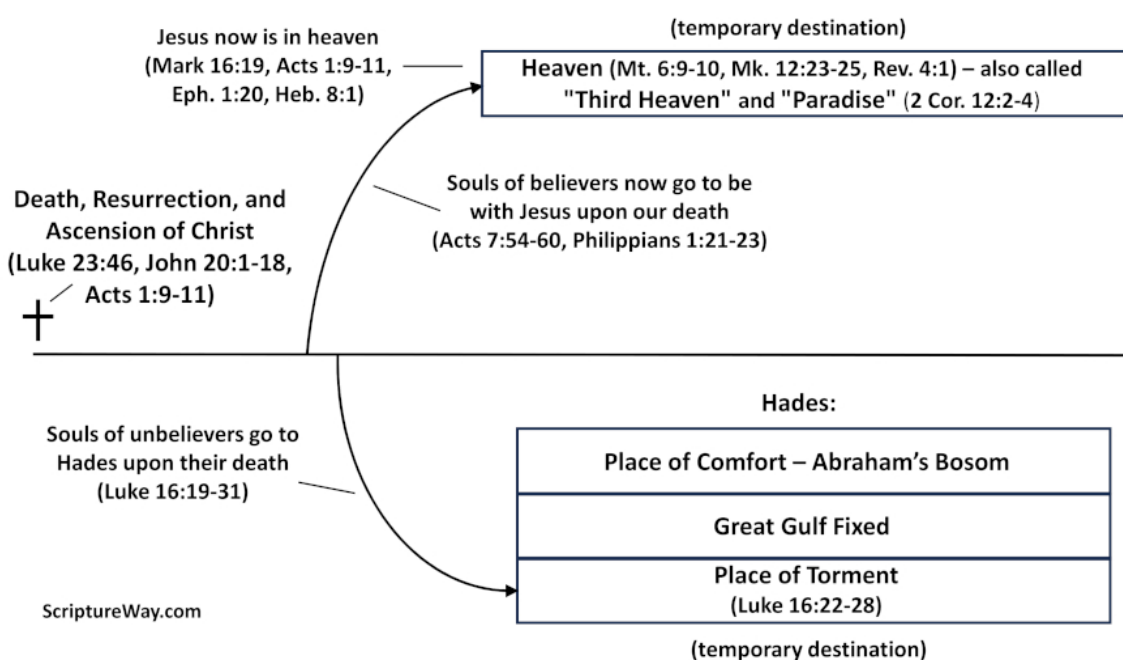 Jesus now is in heaven
(Mark 16:19, Acts 1:9-11,
Eph. 1:20, Heb. 8:1)
(temporary destination)
Heaven (Mt. 6:9-10, Mk. 12:23-25, Rev. 4:1) – also called
"Third Heaven" and "Paradise" (2 Cor. 12:2-4)
Souls of believers now go to be
with Jesus upon our death
(Acts 7:54-60, Philippians 1:21-23)
Death, Resurrection, and
Ascension of Christ
(Luke 23:46, John 20:1-18,
Acts 1:9-11)
Souls of unbelievers go to
Hades upon their death
(Luke 16:19-31)
Hades:
Place of Comfort – Abraham’s Bosom
Great Gulf Fixed
Place of Torment
(Luke 16:22-28)
(temporary destination)
ScriptureWay.com